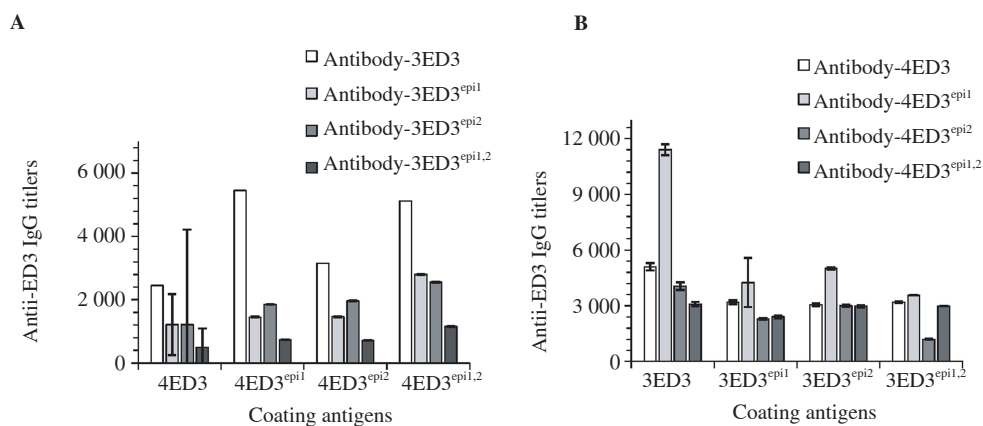 A
Antibody-3ED3
Antibody-3ED3epi1
Antibody-3ED3epi2
Antibody-3ED3epi1,2
Antii-ED3 IgG titlers
6 000
4 000
2 000
0
4ED3 4ED3epi1 4ED3epi2 4ED3epi1,2
Coating antigens
B
Antibody-4ED3
Antibody-4ED3epi1
Antibody-4ED3epi2
Antibody-4ED3epi1,2
Antii-ED3 IgG titlers
12 000
9 000
6 000
3 000
0
3ED3 3ED3epi1 3ED3epi2 3ED3epi1,2
Coating antigens